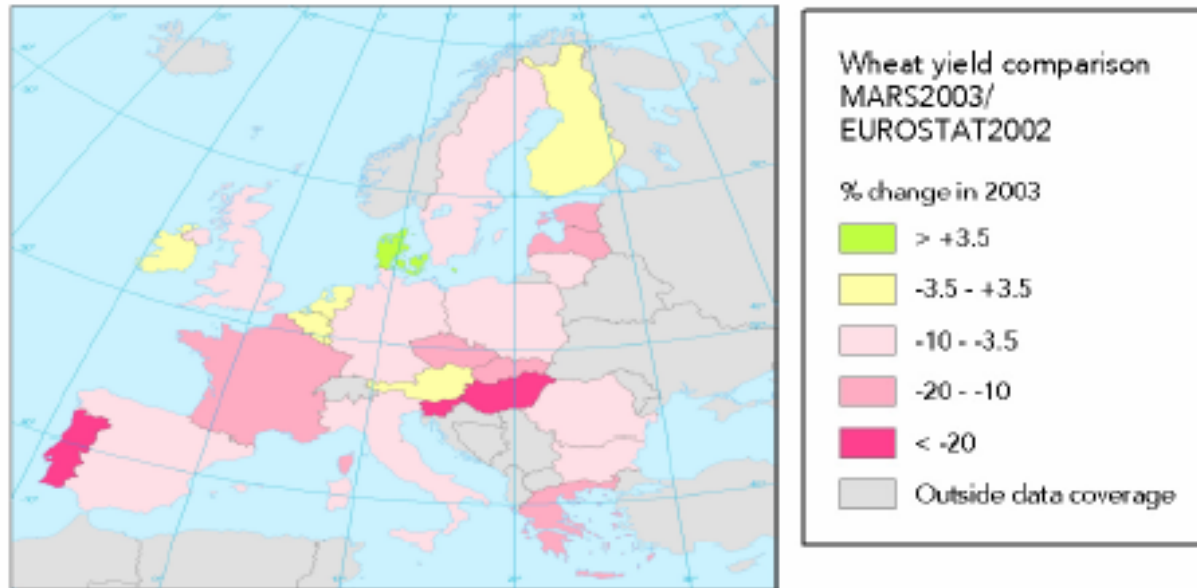 Wheat yield comparison
MARS2003/
EUROSTAT2002
% change in 2003
> +3.5
-3.5 - +3.5
-10 - -3.5
-20 - -10
< -20
Outside data coverage